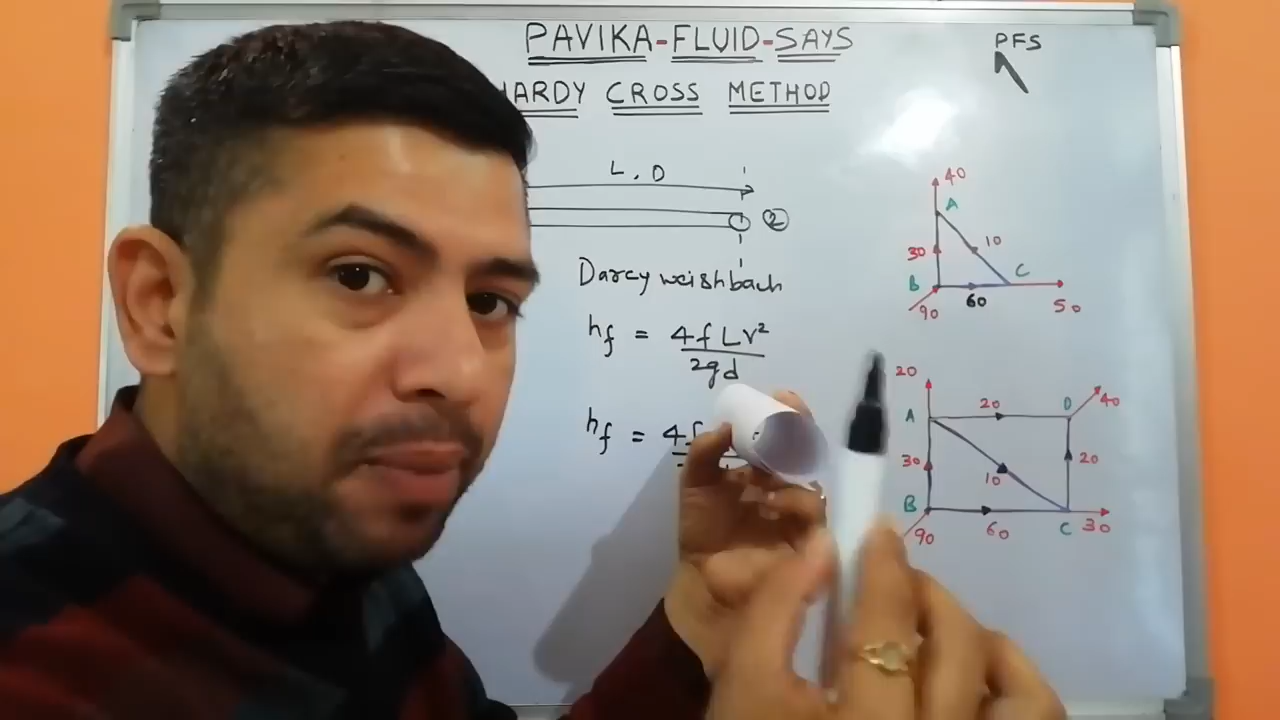 PAVIKA-FLUID-SAYS
PFS
HARDY CROSS METHOD
L, D
②
Darcy weishbach
hf = 4fLv²
2gd
hf = 4f
40
A
30
10
B
C
60
90
50
20
A
20
D
40
30
10
20
B
60
C
30
90